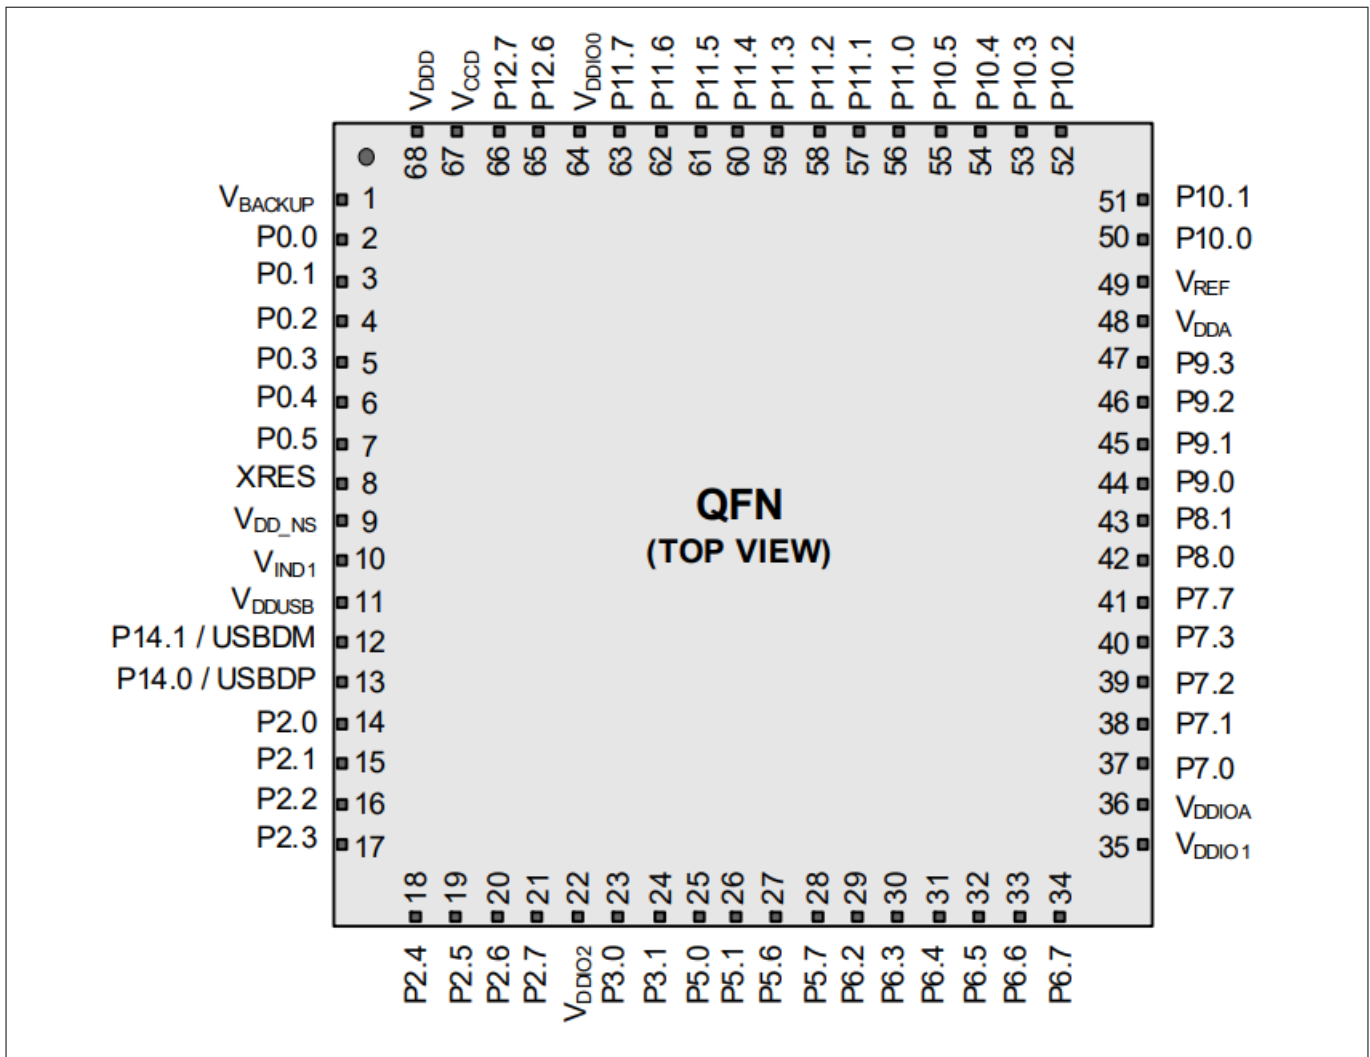 VDDD
VCCD
P12.7
P12.6
VDDIO0
P11.7
P11.6
P11.5
P11.4
P11.3
P11.2
P11.1
P11.0
P10.5
P10.4
P10.3
P10.2
68
67
66
65
64
63
62
61
60
59
58
57
56
55
54
53
52
VBACKUP 1
P0.0 2
P0.1 3
P0.2 4
P0.3 5
P0.4 6
P0.5 7
XRES 8
VDD_NS 9
VIND1 10
VDDUSB 11
P14.1 / USBDM 12
P14.0 / USBDP 13
P2.0 14
P2.1 15
P2.2 16
P2.3 17
QFN
(TOP VIEW)
51 P10.1
50 P10.0
49 VREF
48 VDDA
47 P9.3
46 P9.2
45 P9.1
44 P9.0
43 P8.1
42 P8.0
41 P7.7
40 P7.3
39 P7.2
38 P7.1
37 P7.0
36 VDDIOA
35 VDDIO1
18
19
20
21
22
23
24
25
26
27
28
29
30
31
32
33
34
P2.4
P2.5
P2.6
P2.7
VDDIO2
P3.0
P3.1
P5.0
P5.1
P5.6
P5.7
P6.2
P6.3
P6.4
P6.5
P6.6
P6.7